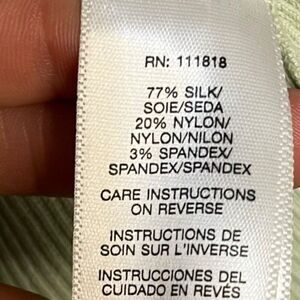 RN: 111818
77% SILK/
SOIE/SEDA
20% NYLON/
NYLON/NILON
3% SPANDEX/
SPANDEX/SPANDEX
CARE INSTRUCTIONS
ON REVERSE
INSTRUCTIONS DE
SOIN SUR L'INVERSE
INSTRUCCIONES DEL
CUIDADO EN REVÉS